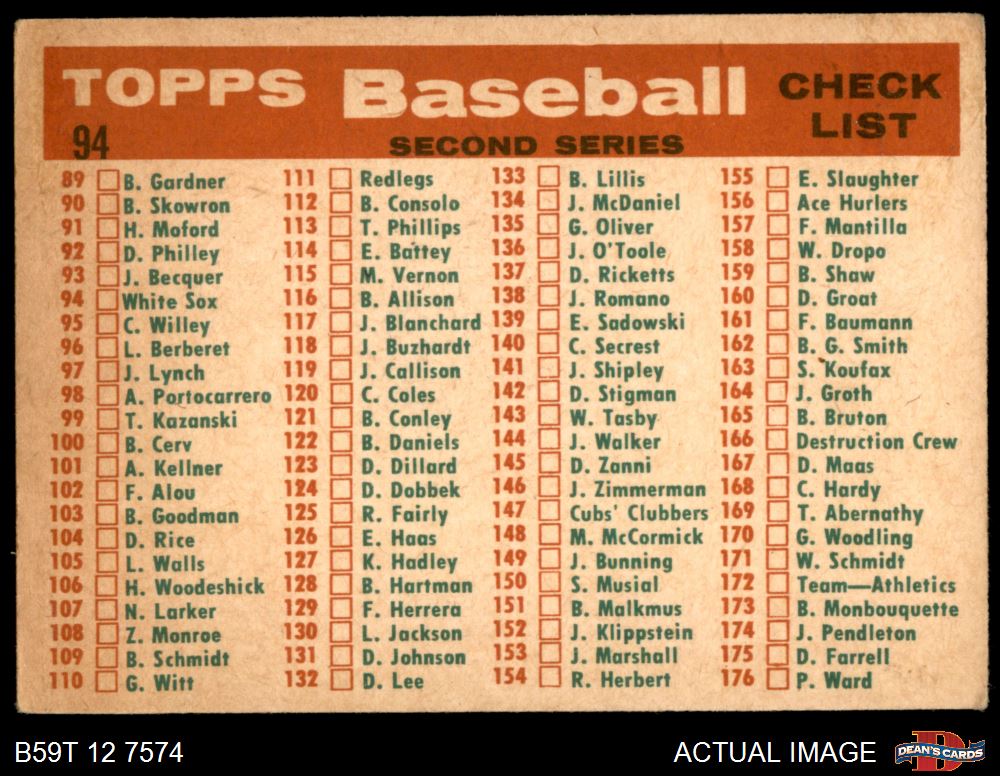 TOPPS Baseball CHECK LIST
94 SECOND SERIES
89 B. Gardner
90 B. Skowron
91 H. Moford
92 D. Philley
93 J. Becquer
94 White Sox
95 C. Willey
96 L. Berberet
97 J. Lynch
98 A. Portocarrero
99 T. Kazanski
100 B. Cerv
101 A. Kellner
102 F. Alou
103 B. Goodman
104 D. Rice
105 L. Walls
106 H. Woodeshick
107 N. Larker
108 Z. Monroe
109 B. Schmidt
110 G. Witt
111 Redlegs
112 B. Consolo
113 T. Phillips
114 E. Battey
115 M. Vernon
116 B. Allison
117 J. Blanchard
118 J. Buzhardt
119 J. Callison
120 C. Coles
121 B. Conley
122 B. Daniels
123 D. Dillard
124 D. Dobbek
125 R. Fairly
126 E. Haas
127 K. Hadley
128 B. Hartman
129 F. Herrera
130 L. Jackson
131 D. Johnson
132 D. Lee
133 B. Lillis
134 J. McDaniel
135 G. Oliver
136 J. O'Toole
137 D. Ricketts
138 J. Romano
139 E. Sadowski
140 C. Secrest
141 J. Shipley
142 D. Stigman
143 W. Tasby
144 J. Walker
145 D. Zanni
146 J. Zimmerman
147 Cubs' Clubbers
148 M. McCormick
149 J. Bunning
150 S. Musial
151 B. Malkmus
152 J. Klippstein
153 J. Marshall
154 R. Herbert
155 E. Slaughter
156 Ace Hurlers
157 F. Mantilla
158 W. Dropo
159 B. Shaw
160 D. Groat
161 F. Baumann
162 B. G. Smith
163 S. Koufax
164 J. Groth
165 B. Bruton
166 Destruction Crew
167 D. Maas
168 C. Hardy
169 T. Abernathy
170 G. Woodling
171 W. Schmidt
172 Team—Athletics
173 B. Monbouquette
174 J. Pendleton
175 D. Farrell
176 P. Ward
B59T 12 7574
ACTUAL IMAGE
DEAN'S CARDS